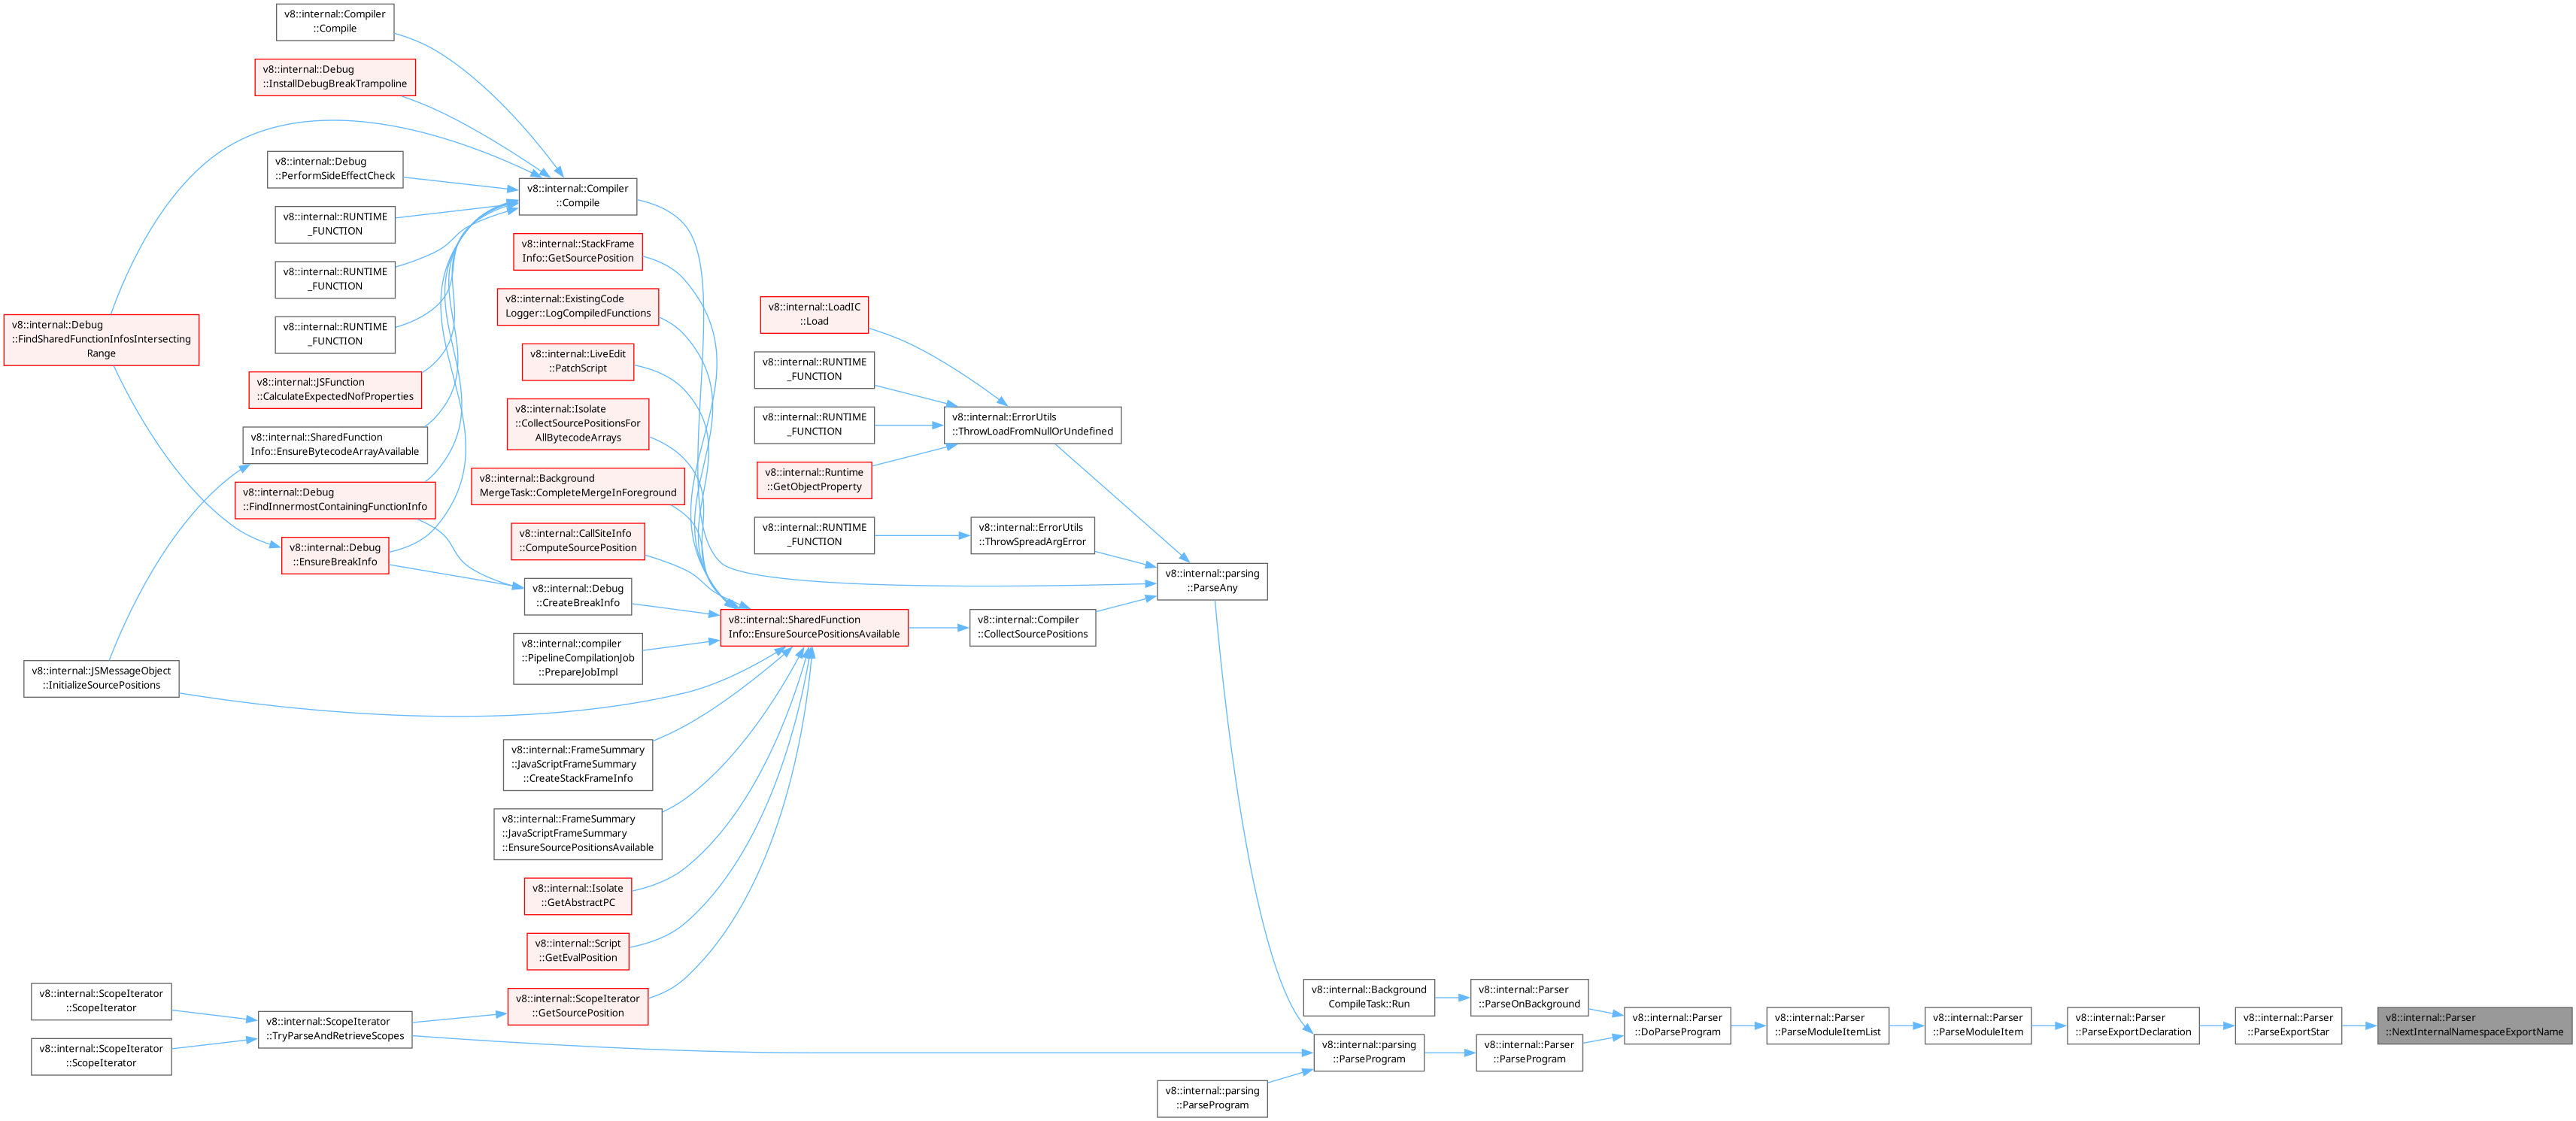 v8::internal::Compiler
::Compile
v8::internal::Debug
::InstallDebugBreakTrampoline
v8::internal::Debug
::PerformSideEffectCheck
v8::internal::RUNTIME
_FUNCTION
v8::internal::RUNTIME
_FUNCTION
v8::internal::RUNTIME
_FUNCTION
v8::internal::Debug
::FindSharedFunctionInfosIntersecting
Range
v8::internal::JSFunction
::CalculateExpectedNofProperties
v8::internal::SharedFunction
Info::EnsureBytecodeArrayAvailable
v8::internal::Debug
::FindInnermostContainingFunctionInfo
v8::internal::Debug
::EnsureBreakInfo
v8::internal::JSMessageObject
::InitializeSourcePositions
v8::internal::ScopeIterator
::ScopeIterator
v8::internal::ScopeIterator
::ScopeIterator
v8::internal::ScopeIterator
::TryParseAndRetrieveScopes
v8::internal::Compiler
::Compile
v8::internal::StackFrame
Info::GetSourcePosition
v8::internal::ExistingCode
Logger::LogCompiledFunctions
v8::internal::LiveEdit
::PatchScript
v8::internal::Isolate
::CollectSourcePositionsFor
AllBytecodeArrays
v8::internal::Background
MergeTask::CompleteMergeInForeground
v8::internal::CallSiteInfo
::ComputeSourcePosition
v8::internal::Debug
::CreateBreakInfo
v8::internal::compiler
::PipelineCompilationJob
::PrepareJobImpl
v8::internal::FrameSummary
::JavaScriptFrameSummary
::CreateStackFrameInfo
v8::internal::FrameSummary
::JavaScriptFrameSummary
::EnsureSourcePositionsAvailable
v8::internal::Isolate
::GetAbstractPC
v8::internal::Script
::GetEvalPosition
v8::internal::ScopeIterator
::GetSourcePosition
v8::internal::LoadIC
::Load
v8::internal::RUNTIME
_FUNCTION
v8::internal::RUNTIME
_FUNCTION
v8::internal::Runtime
::GetObjectProperty
v8::internal::RUNTIME
_FUNCTION
v8::internal::SharedFunction
Info::EnsureSourcePositionsAvailable
v8::internal::ErrorUtils
::ThrowLoadFromNullOrUndefined
v8::internal::ErrorUtils
::ThrowSpreadArgError
v8::internal::Compiler
::CollectSourcePositions
v8::internal::parsing
::ParseAny
v8::internal::parsing
::ParseProgram
v8::internal::Background
CompileTask::Run
v8::internal::parsing
::ParseProgram
v8::internal::Parser
::ParseOnBackground
v8::internal::Parser
::ParseProgram
v8::internal::Parser
::DoParseProgram
v8::internal::Parser
::ParseModuleItemList
v8::internal::Parser
::ParseModuleItem
v8::internal::Parser
::ParseExportDeclaration
v8::internal::Parser
::ParseExportStar
v8::internal::Parser
::NextInternalNamespaceExportName